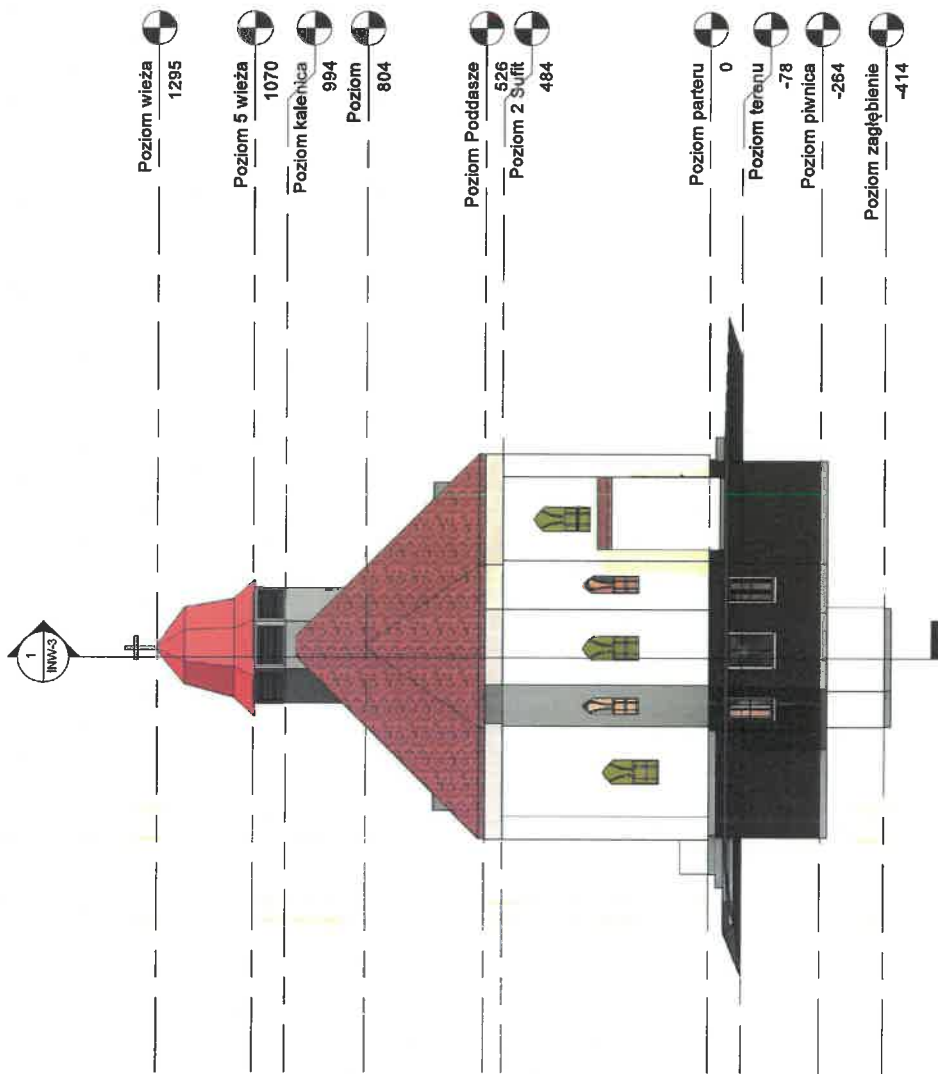 Poziom wieża
1295
Poziom 5 wieża
1070
Poziom kalenica
994
Poziom
804
Poziom Poddasze
526
Poziom 2 Sufit
484
Poziom parteru
0
Poziom terenu
-78
Poziom piwnica
-264
Poziom zagłębienie
-414
1
INW-3